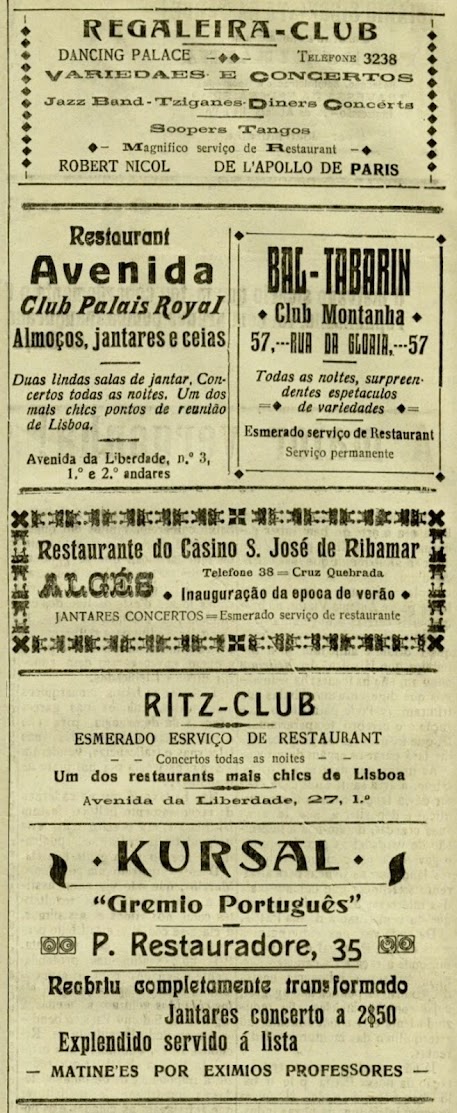 REGALEIRA-CLUB
DANCING PALACE —◆◆— TELEFONE 3238
VARIEDAES E CONCERTOS
Jazz Band-Tziganes-Diners Concérts
Soopers Tangos
◆— Magnifico serviço de Restaurant —◆
ROBERT NICOL DE L'APOLLO DE PARIS
Restaurant
Avenida
Club Palais Royal
Almoços, jantares e ceias
Duas lindas salas de jantar, Con-
certos todas as noites. Um dos
mais chics pontos de reunião
de Lisboa.
Avenida da Liberdade, n.º 3,
1.º e 2.º andares
BAL-TABARIN
◆ Club Montanha ◆
57,---RUA DA GLORIA,---57
Todas as noites, surpreen-
dentes espetaculos
=◆ de variedades ◆=
Esmerado serviço de Restaurant
Serviço permanente
Restaurante do Casino S. José de Ribamar
ALGÉS
Telefone 38 = Cruz Quebrada
◆ Inauguração da epoca de verão ◆
JANTARES CONCERTOS = Esmerado serviço de restaurante
RITZ-CLUB
ESMERADO ESRVIÇO DE RESTAURANT
— — Concertos todas as noites — —
Um dos restaurants mais chics de Lisboa
Avenida da Liberdade, 27, 1.º
· KURSAL ·
"Gremio Português"
P. Restauradore, 35
Reabriu completamente transformado
Jantares concerto a 2$50
Explendido servido á lista
— MATINE'ES POR EXIMIOS PROFESSORES —